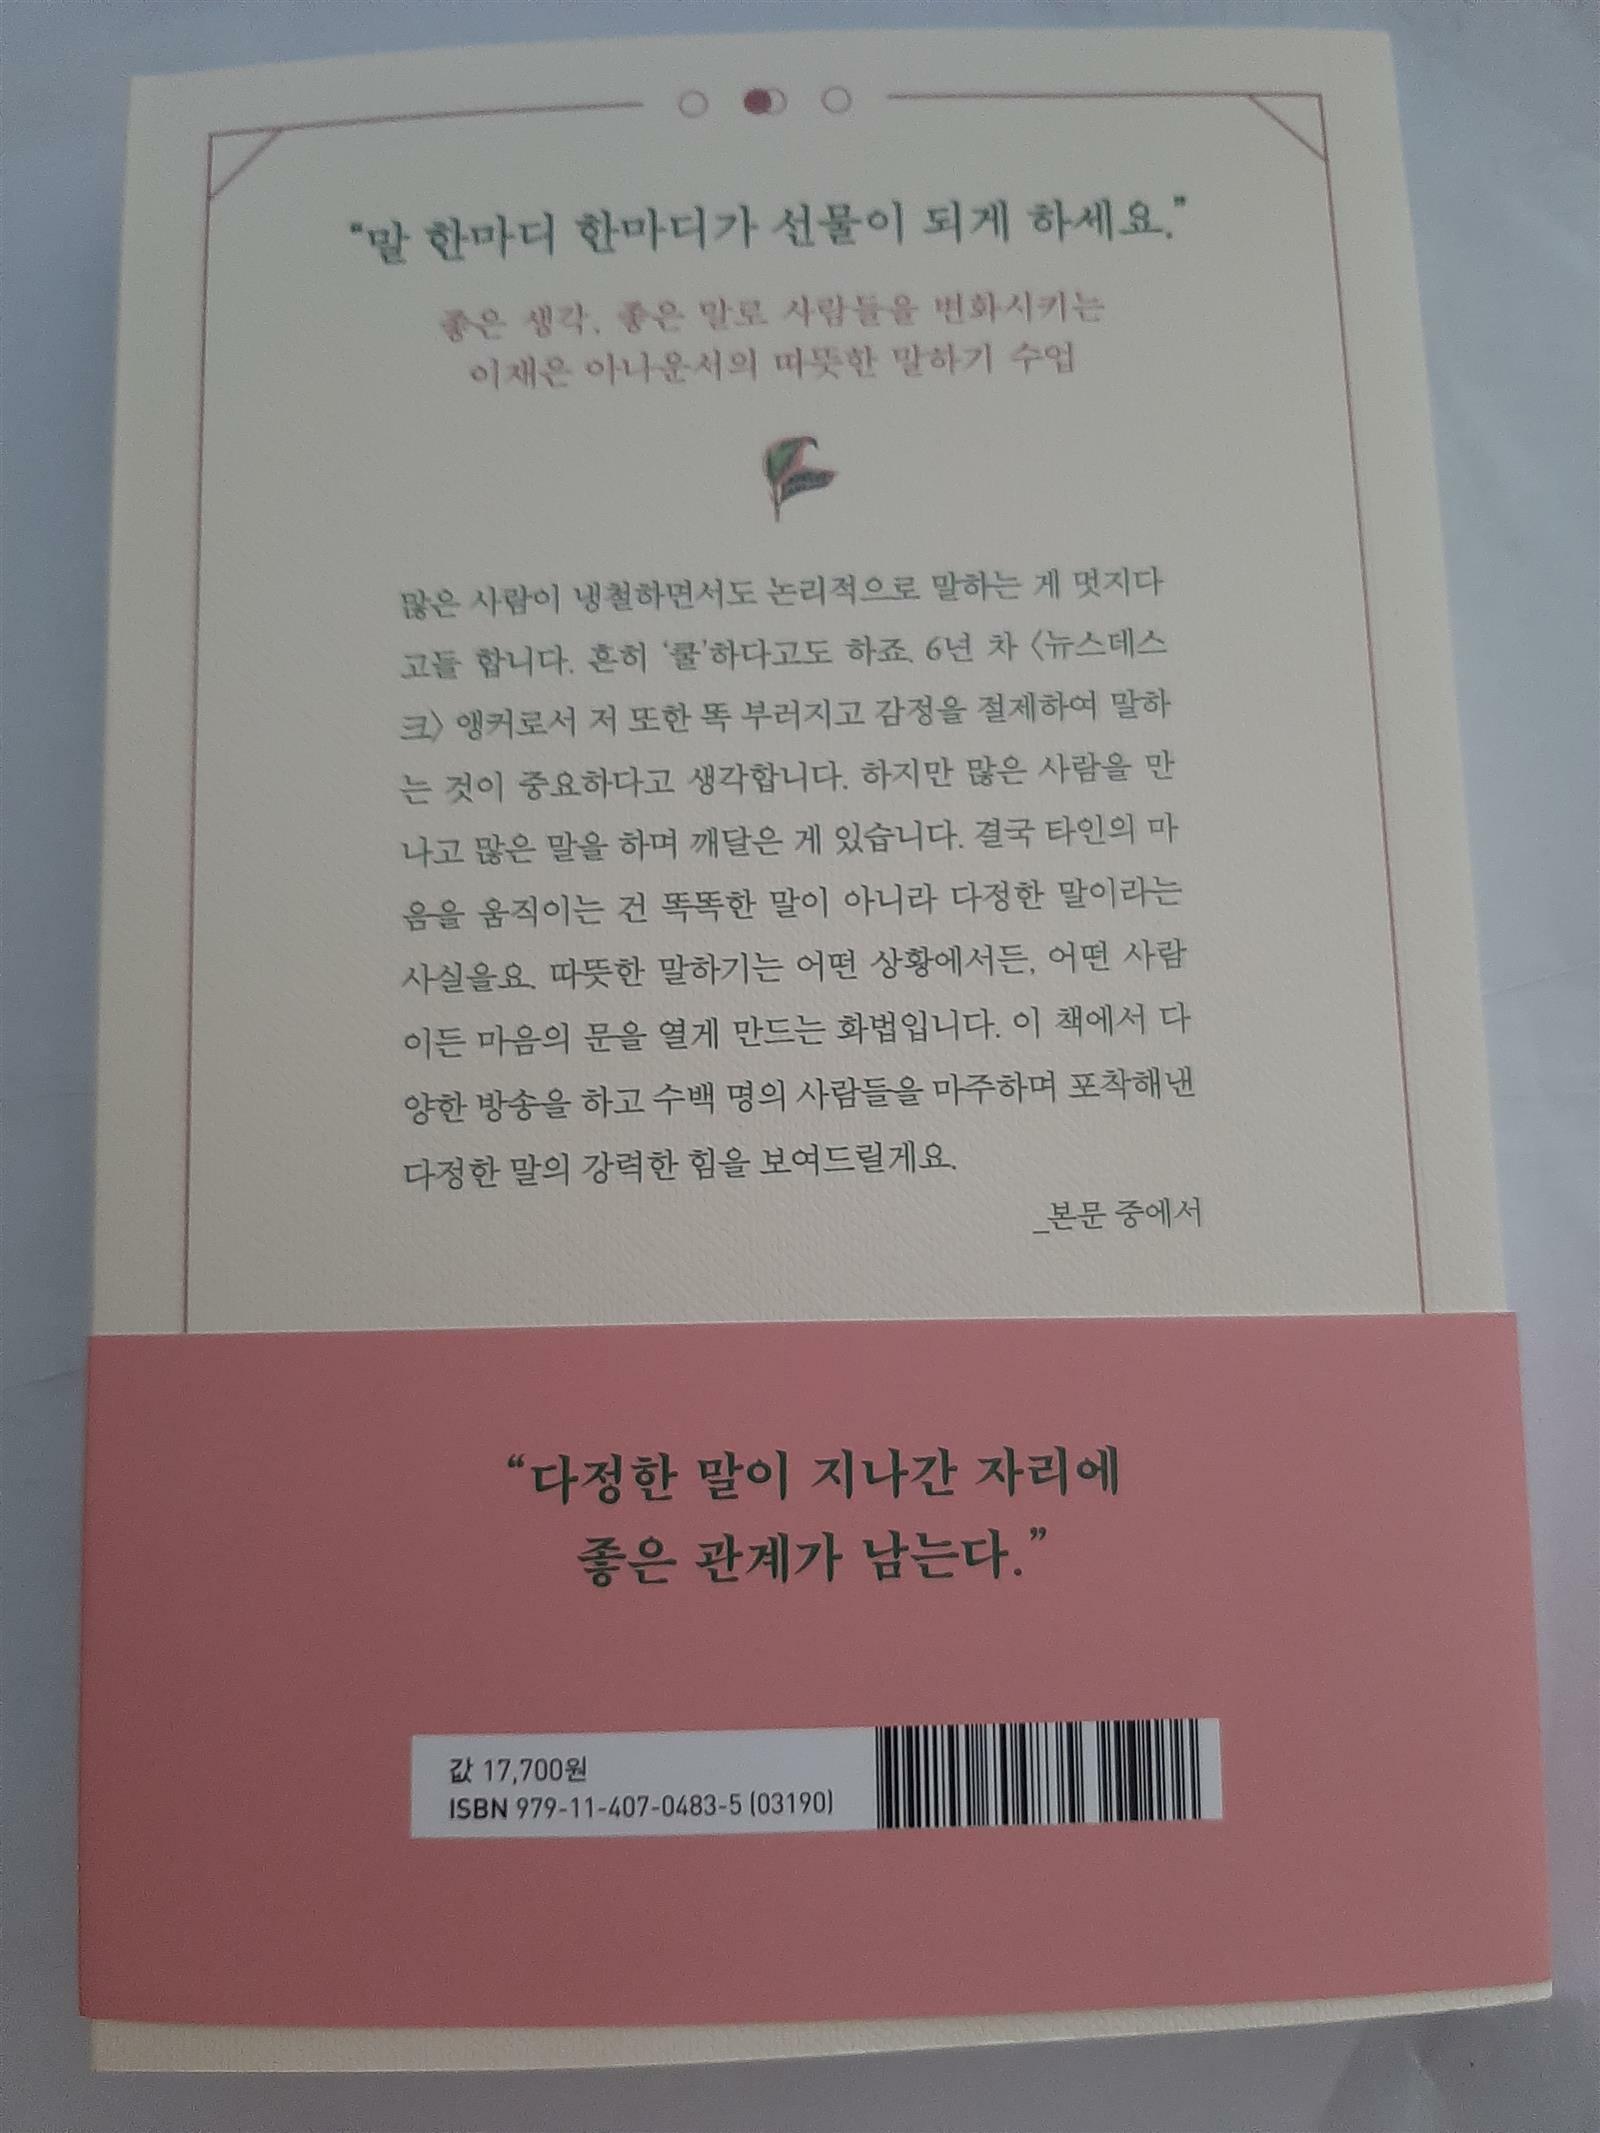 “말 한마디 한마디가 선물이 되게 하세요.”
좋은 생각, 좋은 말로 사람들을 변화시키는
이재은 아나운서의 따뜻한 말하기 수업
많은 사람이 냉철하면서도 논리적으로 말하는 게 멋지다
고들 합니다. 흔히 ‘쿨’하다고도 하죠. 6년 차 〈뉴스데스
크〉 앵커로서 저 또한 똑 부러지고 감정을 절제하여 말하
는 것이 중요하다고 생각합니다. 하지만 많은 사람을 만
나고 많은 말을 하며 깨달은 게 있습니다. 결국 타인의 마
음을 움직이는 건 똑똑한 말이 아니라 다정한 말이라는
사실을요. 따뜻한 말하기는 어떤 상황에서든, 어떤 사람
이든 마음의 문을 열게 만드는 화법입니다. 이 책에서 다
양한 방송을 하고 수백 명의 사람들을 마주하며 포착해낸
다정한 말의 강력한 힘을 보여드릴게요.
_본문 중에서
“다정한 말이 지나간 자리에
좋은 관계가 남는다.”
값 17,700원
ISBN 979-11-407-0483-5 (03190)